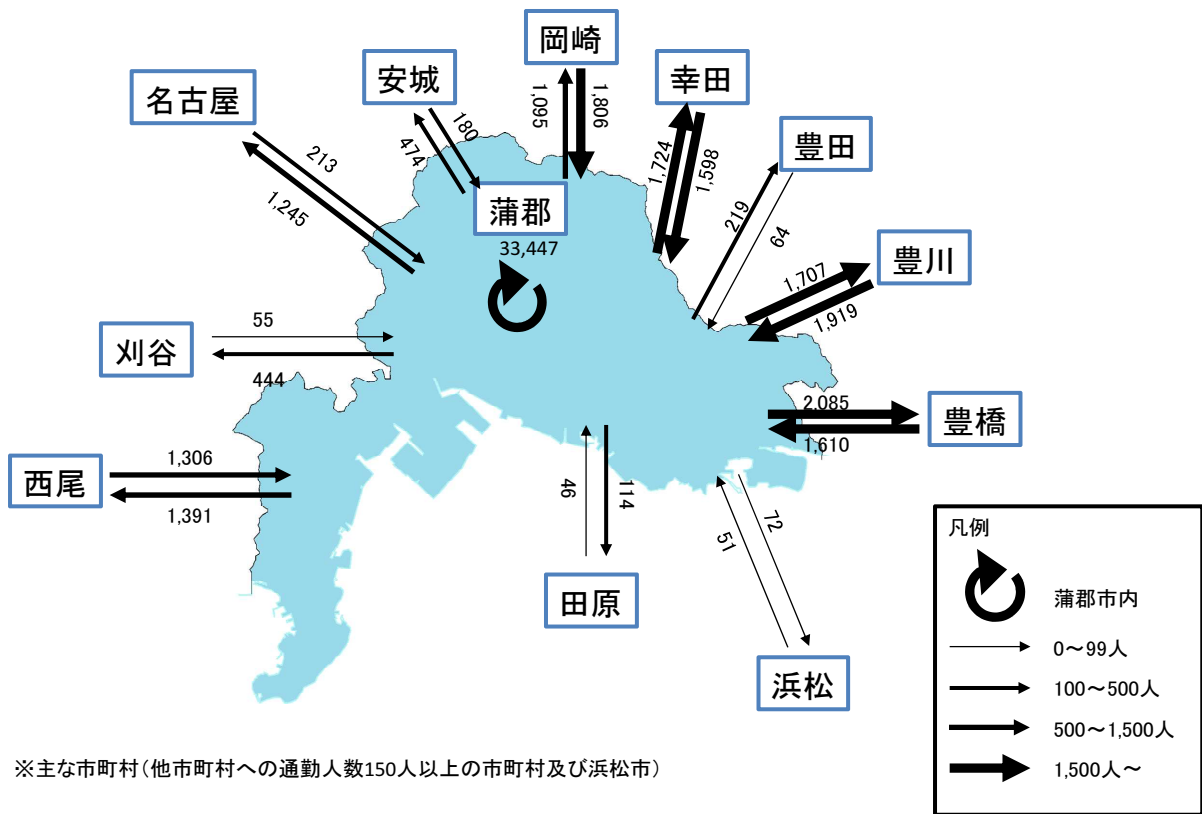 岡崎
安城
幸田
名古屋
1,095
1,806
豊田
180
474
213
1,724
1,598
蒲郡
33,447
1,245
219
64
豊川
1,707
1,919
55
刈谷
444
2,085
豊橋
1,610
西尾
1,306
1,391
46
114
72
51
田原
浜松
凡例
蒲郡市内
0～99人
100～500人
500～1,500人
1,500人～
※主な市町村(他市町村への通勤人数150人以上の市町村及び浜松市)